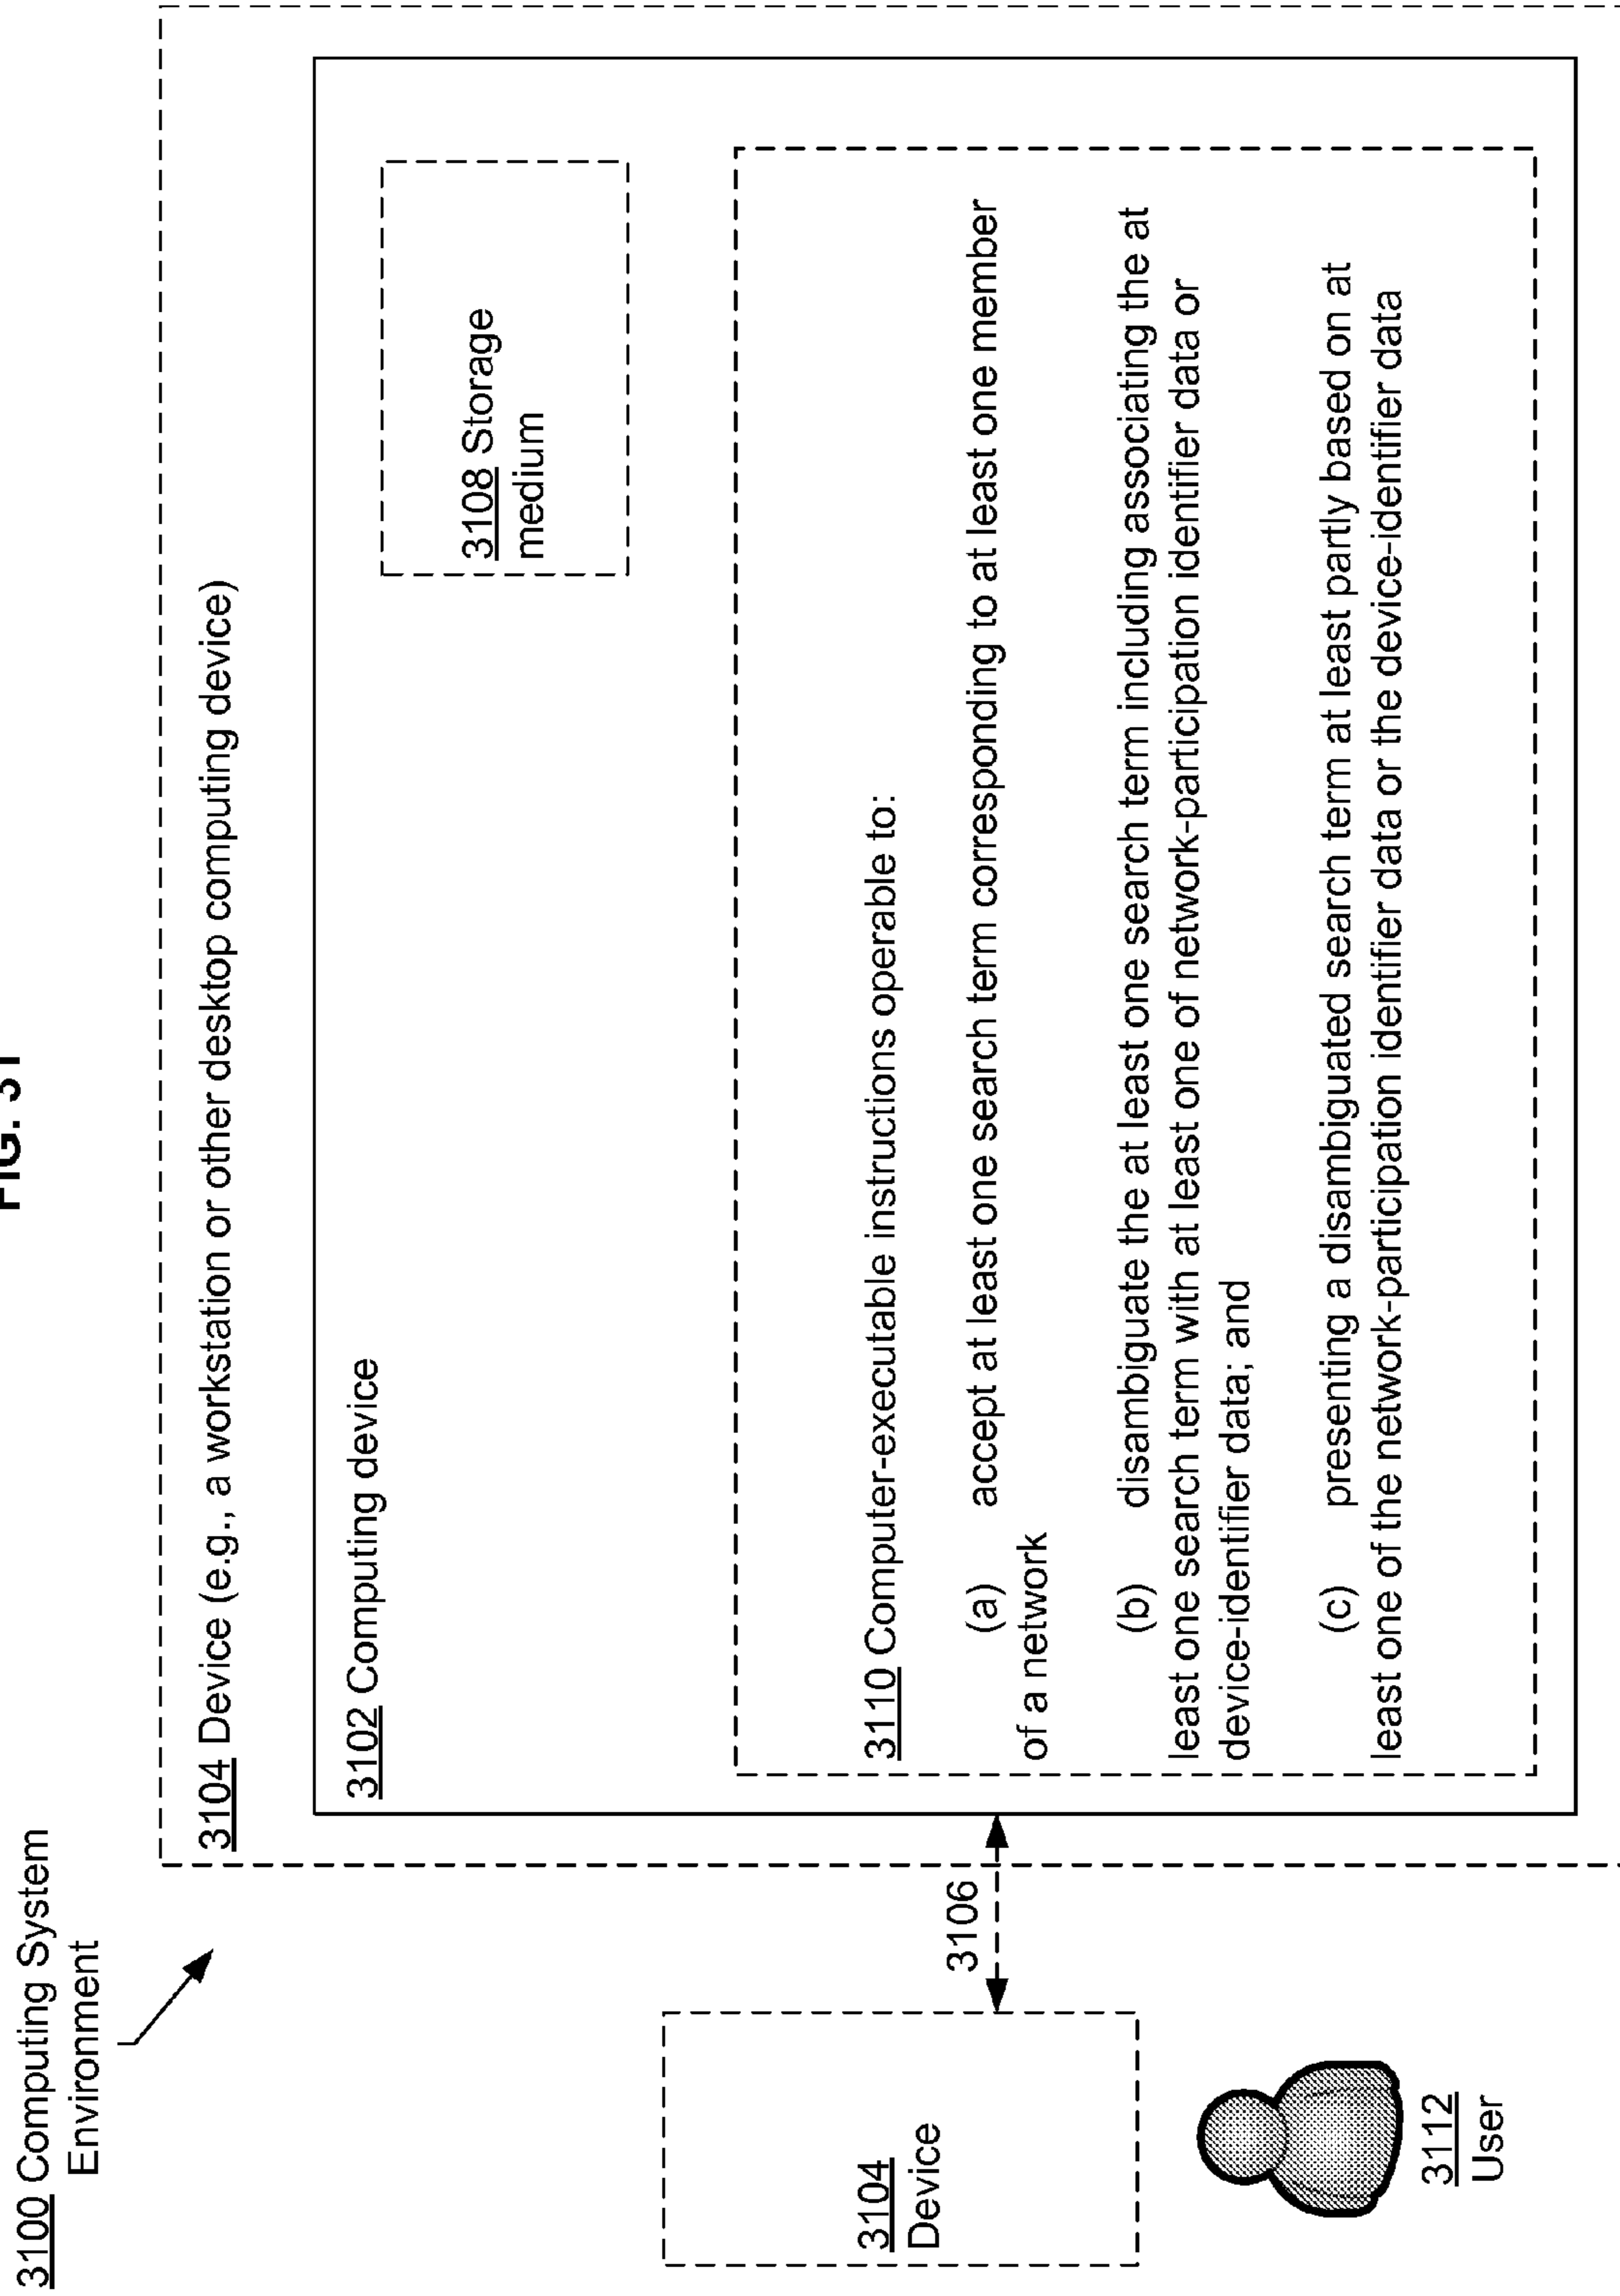 FIG. 31
3100 Computing System
Environment
3104 Device (e.g., a workstation or other desktop computing device)
3102 Computing device
3108 Storage
medium
3110 Computer-executable instructions operable to:
(a) accept at least one search term corresponding to at least one member
of a network
(b) disambiguate the at least one search term including associating the at
least one search term with at least one of network-participation identifier data or
device-identifier data; and
(c) presenting a disambiguated search term at least partly based on at
least one of the network-participation identifier data or the device-identifier data
3106
3104
Device
3112
User